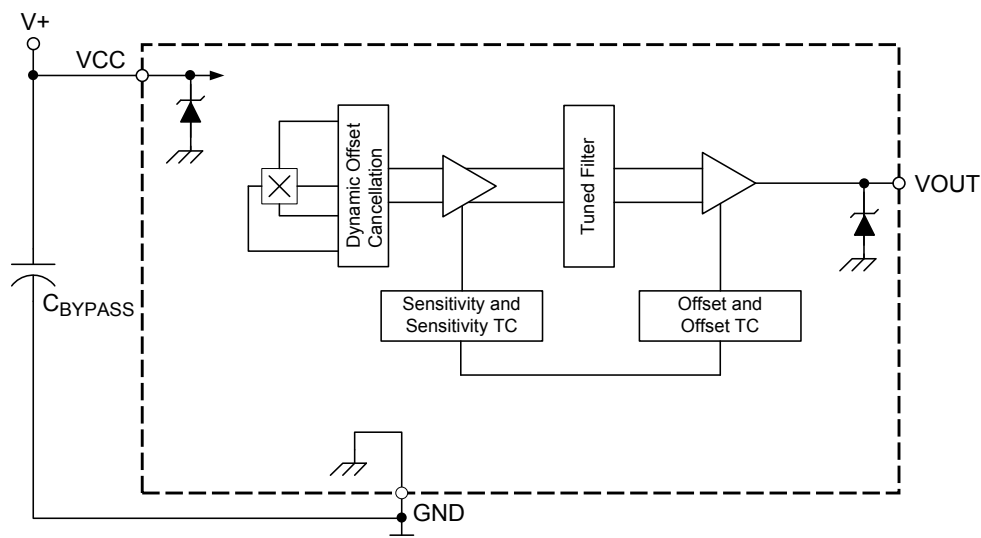 V+
VCC
Dynamic Offset
Cancellation
Tuned Filter
VOUT
CBYPASS
Sensitivity and
Sensitivity TC
Offset and
Offset TC
GND